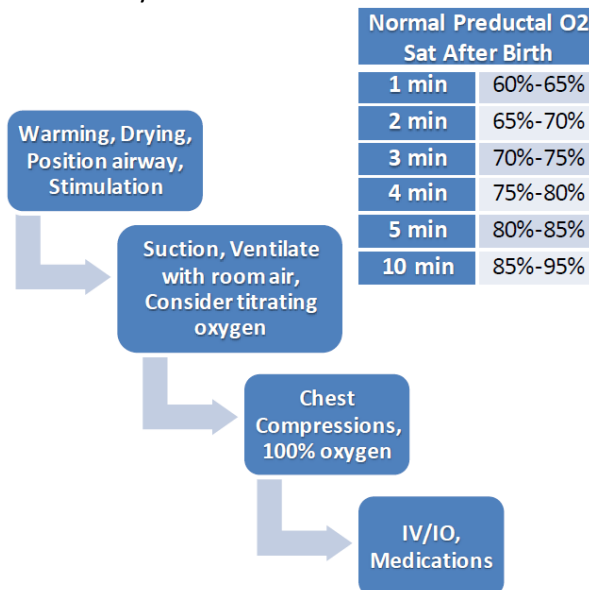 Normal Preductal O2
Sat After Birth
1 min 60%-65%
2 min 65%-70%
3 min 70%-75%
4 min 75%-80%
5 min 80%-85%
10 min 85%-95%
Warming, Drying,
Position airway,
Stimulation
Suction, Ventilate
with room air,
Consider titrating
oxygen
Chest
Compressions,
100% oxygen
IV/IO,
Medications